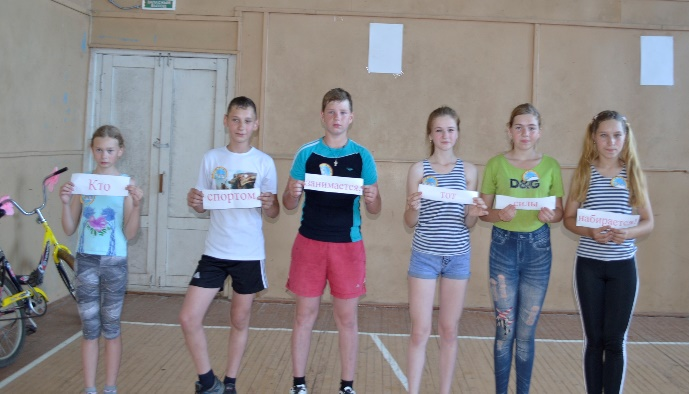 Кто
спортом
занимается
тот
силы
набирается
D&G